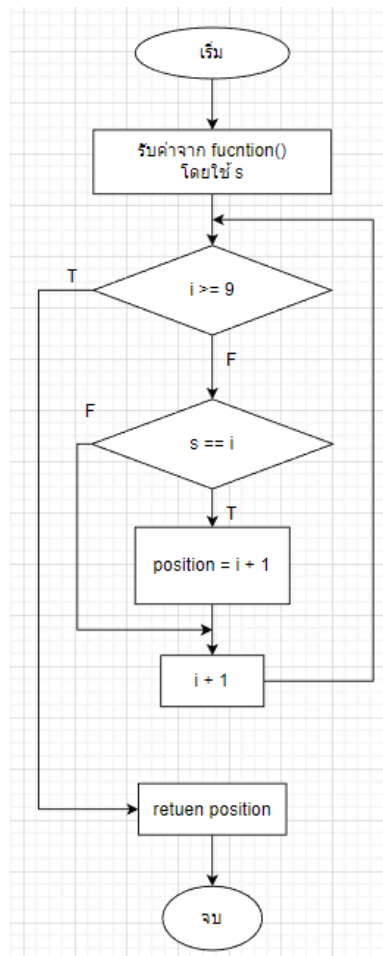 เริ่ม
รับค่าจาก fucntion()
โดยใช้ s
T
i >= 9
F
F
s == i
T
position = i + 1
i + 1
retuen position
จบ